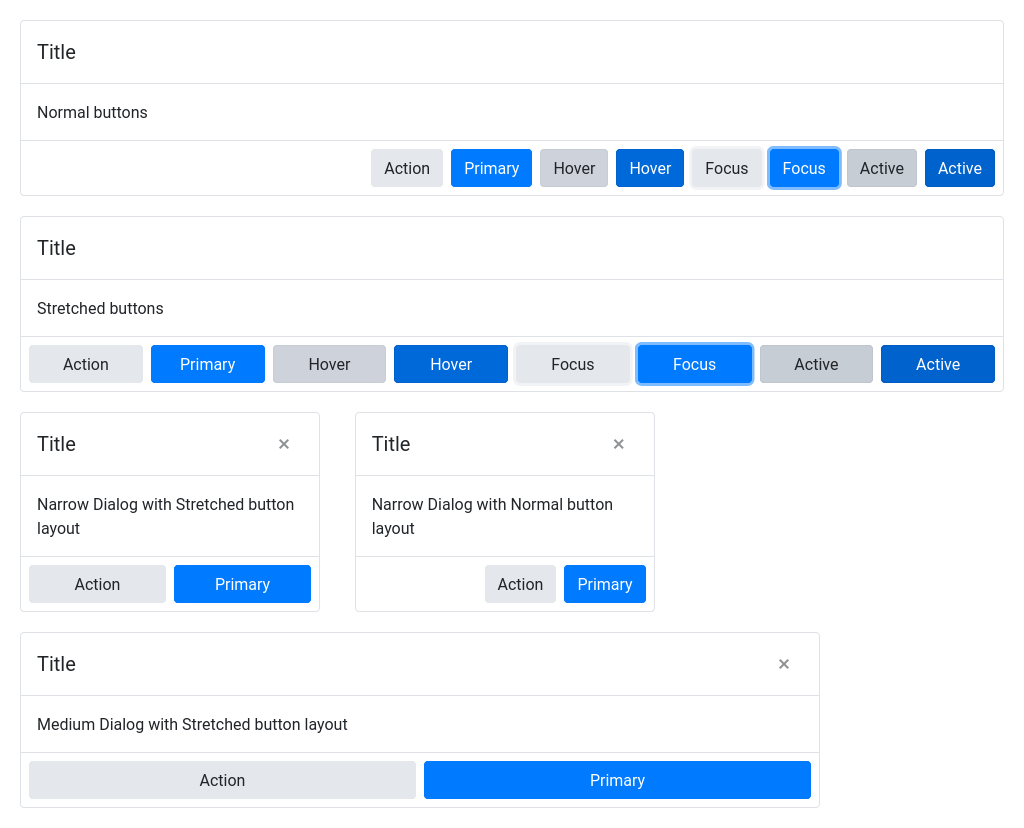 Title
Normal buttons
Action Primary Hover Hover Focus Focus Active Active
Title
Stretched buttons
Action Primary Hover Hover Focus Focus Active Active
Title ×
Narrow Dialog with Stretched button
layout
Action Primary
Title ×
Narrow Dialog with Normal button
layout
Action Primary
Title ×
Medium Dialog with Stretched button layout
Action Primary